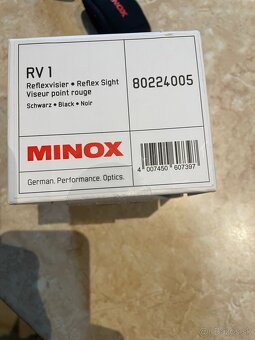 MINOX
RV 1
Reflexvisier • Reflex Sight
Viseur point rouge
Schwarz • Black • Noir
80224005
MINOX
4 007450 607397
German. Performance. Optics.